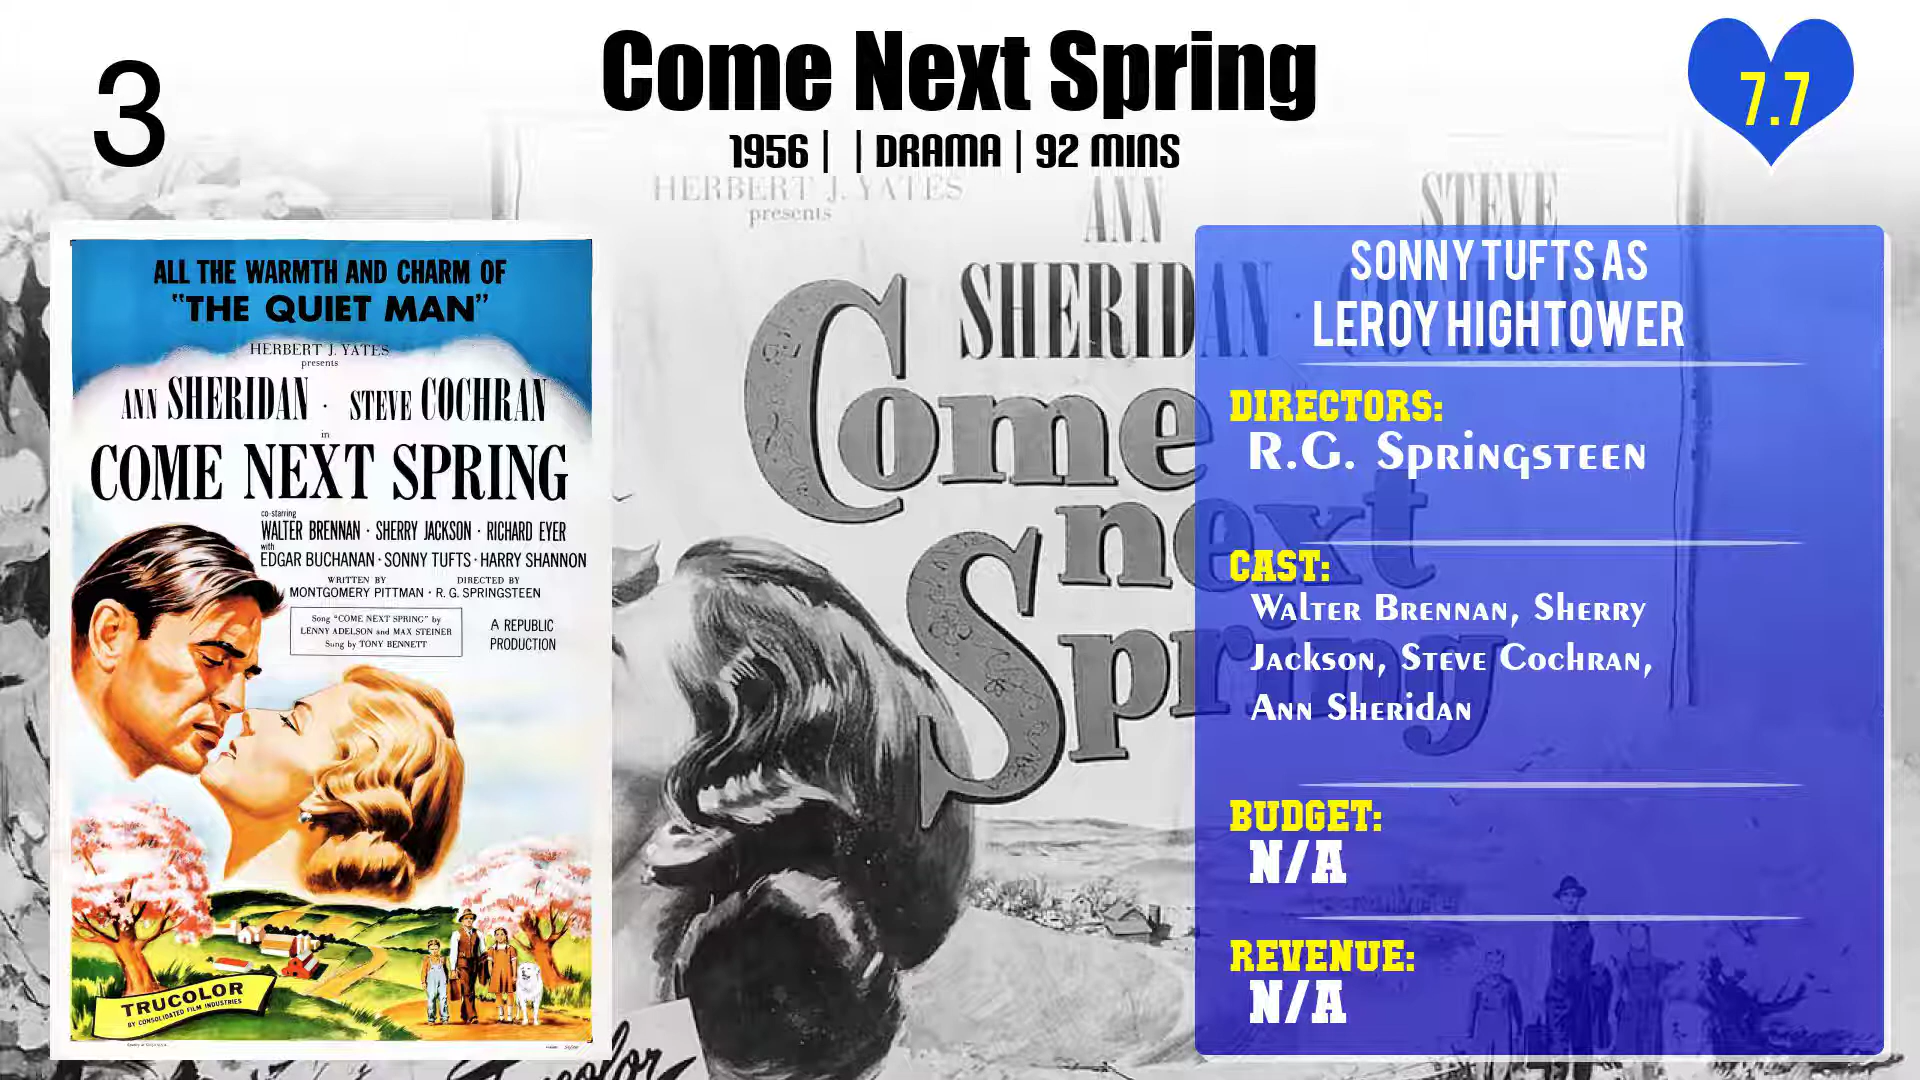 3
Come Next Spring
1956 | | DRAMA | 92 MINS
7.7
ALL THE WARMTH AND CHARM OF
"THE QUIET MAN"
HERBERT J. YATES
presents
ANN SHERIDAN · STEVE COCHRAN
in
COME NEXT SPRING
co-starring
WALTER BRENNAN · SHERRY JACKSON · RICHARD EYER
with
EDGAR BUCHANAN · SONNY TUFTS · HARRY SHANNON
WRITTEN BY DIRECTED BY
MONTGOMERY PITTMAN · R. G. SPRINGSTEEN
Song "COME NEXT SPRING" by
LENNY ADELSON and MAX STEINER
Sung by TONY BENNETT
A REPUBLIC
PRODUCTION
TRUCOLOR
BY CONSOLIDATED FILM INDUSTRIES
HERBERT J. YATES
presents
ANN STEVE
SHERIDAN · COCHRAN
Come
next
Spring
SONNY TUFTS AS
LEROY HIGHTOWER
DIRECTORS:
R.G. Springsteen
CAST:
Walter Brennan, Sherry
Jackson, Steve Cochran,
Ann Sheridan
BUDGET:
N/A
REVENUE:
N/A